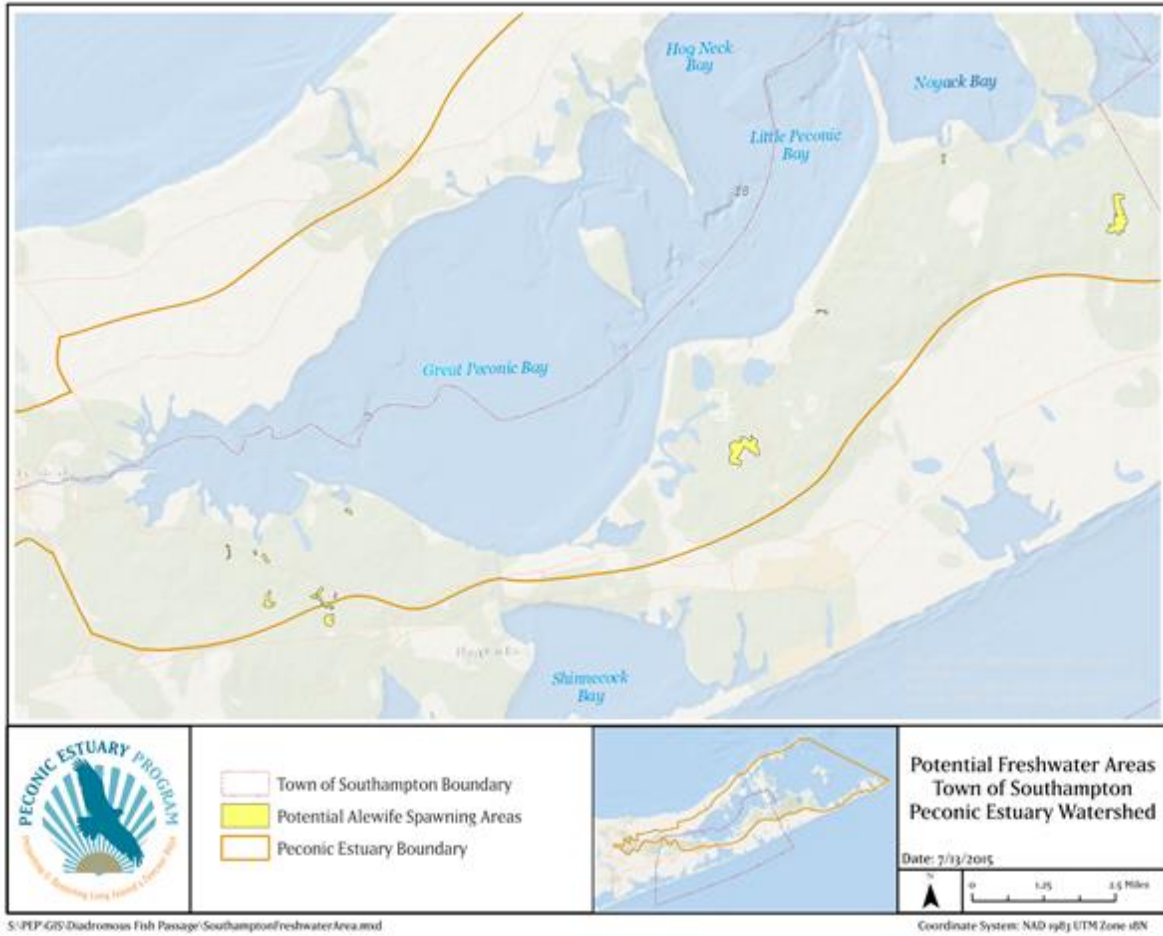 Hog Neck
Bay
Noyack Bay
Little Peconic
Bay
Great Peconic Bay
Shinnecock
Bay
PECONIC ESTUARY PROGRAM
Town of Southampton Boundary
Potential Alewife Spawning Areas
Peconic Estuary Boundary
Potential Freshwater Areas
Town of Southampton
Peconic Estuary Watershed
Date: 7/13/2015
N
0 1.25 2.5 Miles
S:\PEP\GIS\Diadromous Fish Passage\SouthamptonFreshwaterArea.mxd
Coordinate System: NAD 1983 UTM Zone 18N